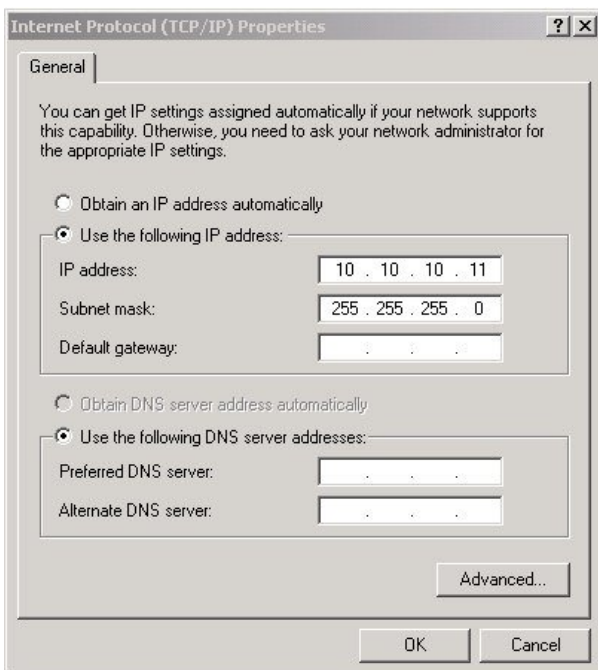 Internet Protocol (TCP/IP) Properties
General
You can get IP settings assigned automatically if your network supports
this capability. Otherwise, you need to ask your network administrator for
the appropriate IP settings.
Obtain an IP address automatically
Use the following IP address:
IP address: 10 . 10 . 10 . 11
Subnet mask: 255 . 255 . 255 . 0
Default gateway: . . .
Obtain DNS server address automatically
Use the following DNS server addresses:
Preferred DNS server: . . .
Alternate DNS server: . . .
Advanced...
OK Cancel